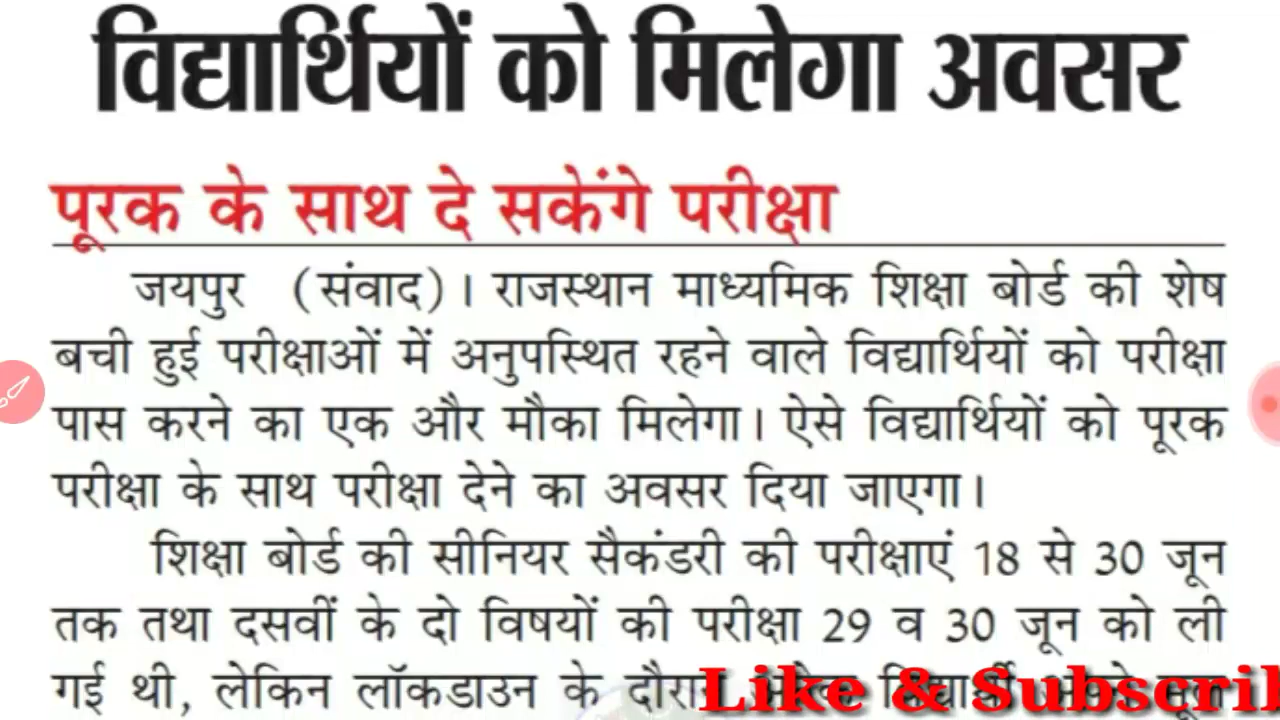 विद्यार्थियों को मिलेगा अवसर
पूरक के साथ दे सकेंगे परीक्षा
जयपुर (संवाद)। राजस्थान माध्यमिक शिक्षा बोर्ड की शेष
बची हुई परीक्षाओं में अनुपस्थित रहने वाले विद्यार्थियों को परीक्षा
पास करने का एक और मौका मिलेगा। ऐसे विद्यार्थियों को पूरक
परीक्षा के साथ परीक्षा देने का अवसर दिया जाएगा।
शिक्षा बोर्ड की सीनियर सैकंडरी की परीक्षाएं 18 से 30 जून
तक तथा दसवीं के दो विषयों की परीक्षा 29 व 30 जून को ली
गई थी, लेकिन लॉकडाउन के दौरान
Like & Subscri